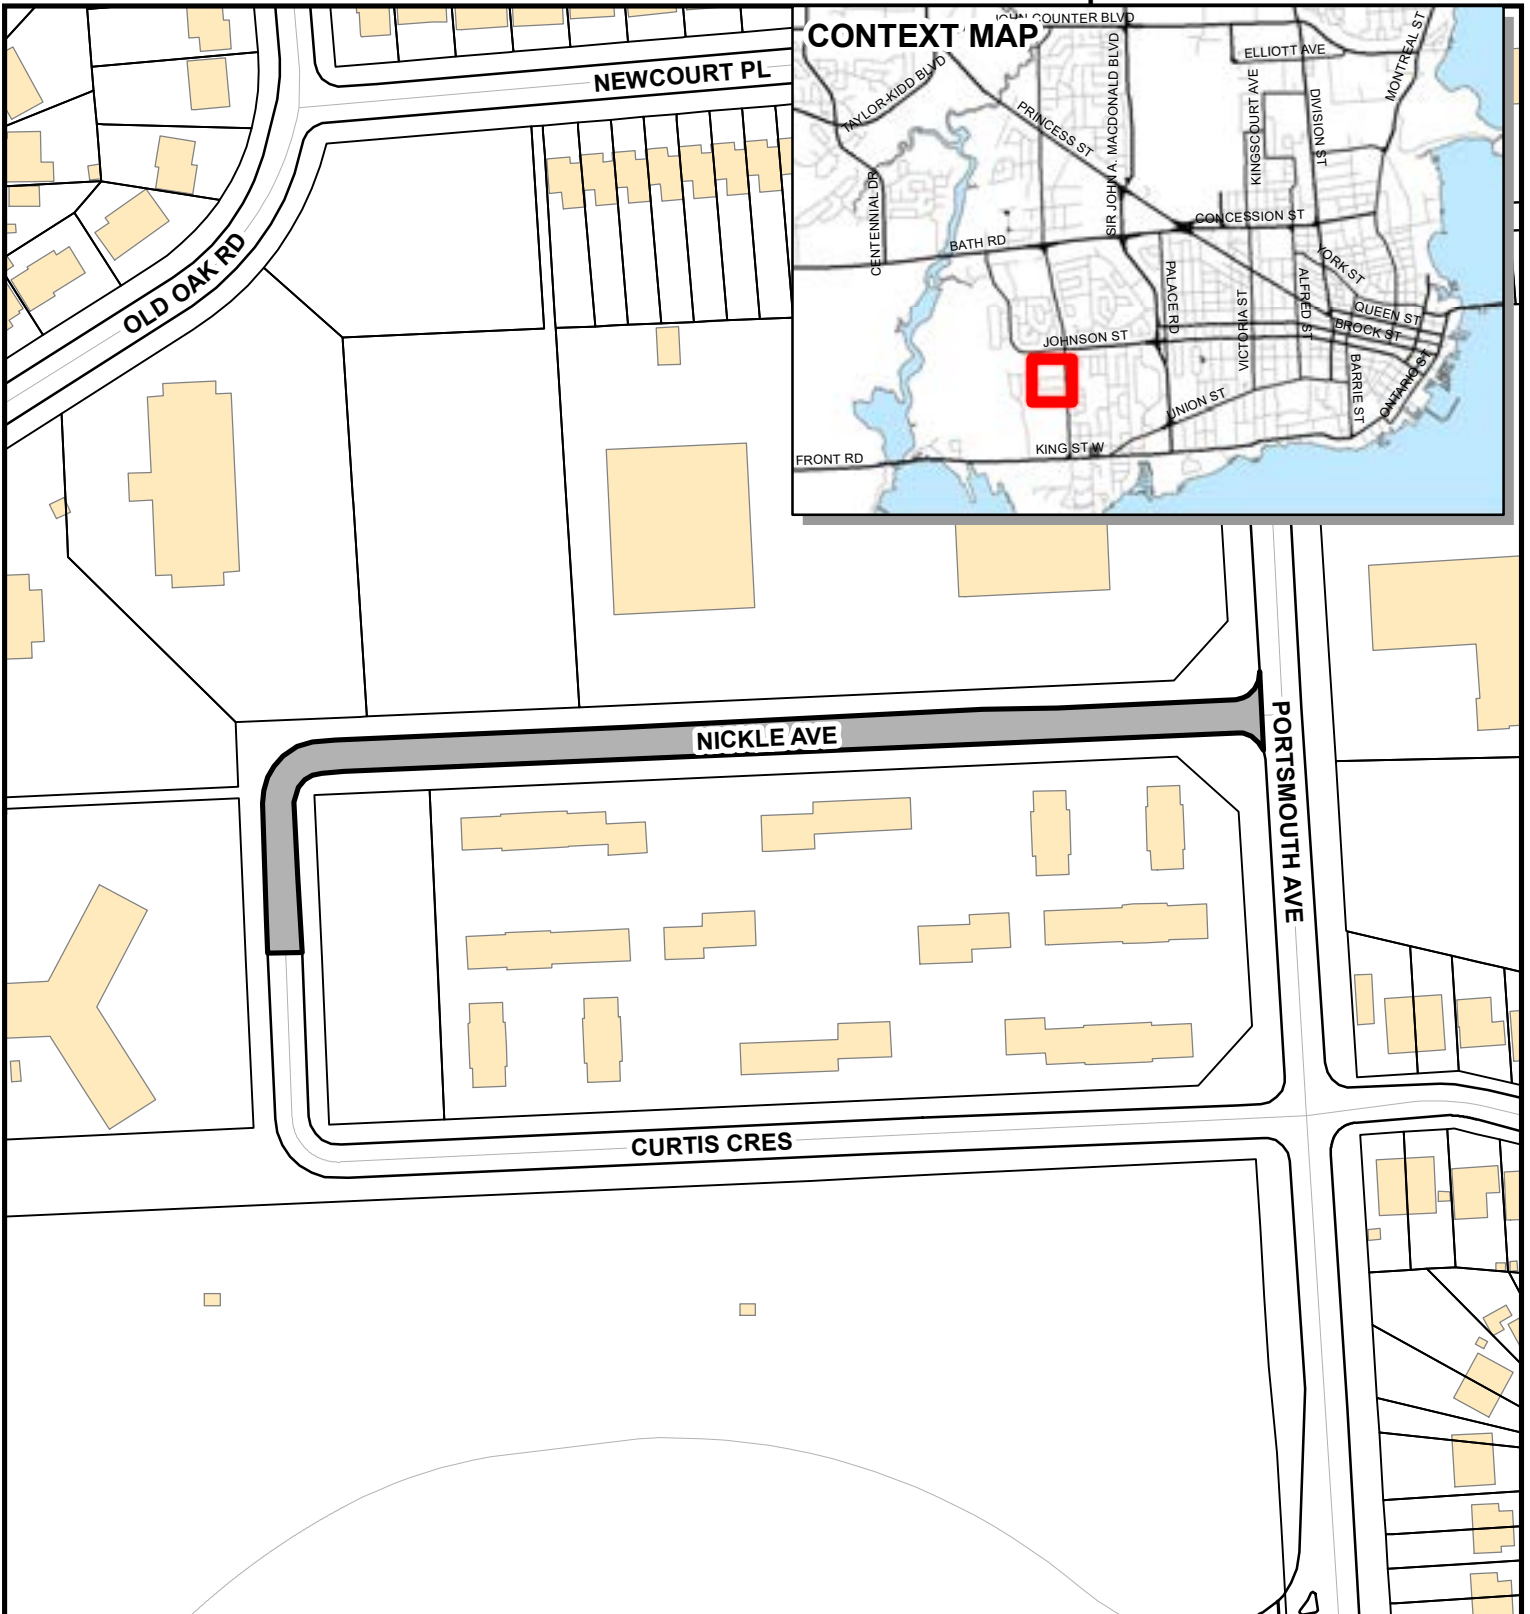 CONTEXT MAP
JOHN COUNTER BLVD
ELLIOTT AVE
MONTREAL ST
TAYLOR-KIDD BLVD
SIR JOHN A. MACDONALD BLVD
KINGSCOURT AVE
DIVISION ST
PRINCESS ST
CENTENNIAL DR
CONCESSION ST
BATH RD
YORK ST
PALACE RD
ALFRED ST
VICTORIA ST
QUEEN ST
BROCK ST
JOHNSON ST
BARRIE ST
ONTARIO ST
UNION ST
KING ST W
FRONT RD
NEWCOURT PL
OLD OAK RD
NICKLE AVE
PORTSMOUTH AVE
CURTIS CRES